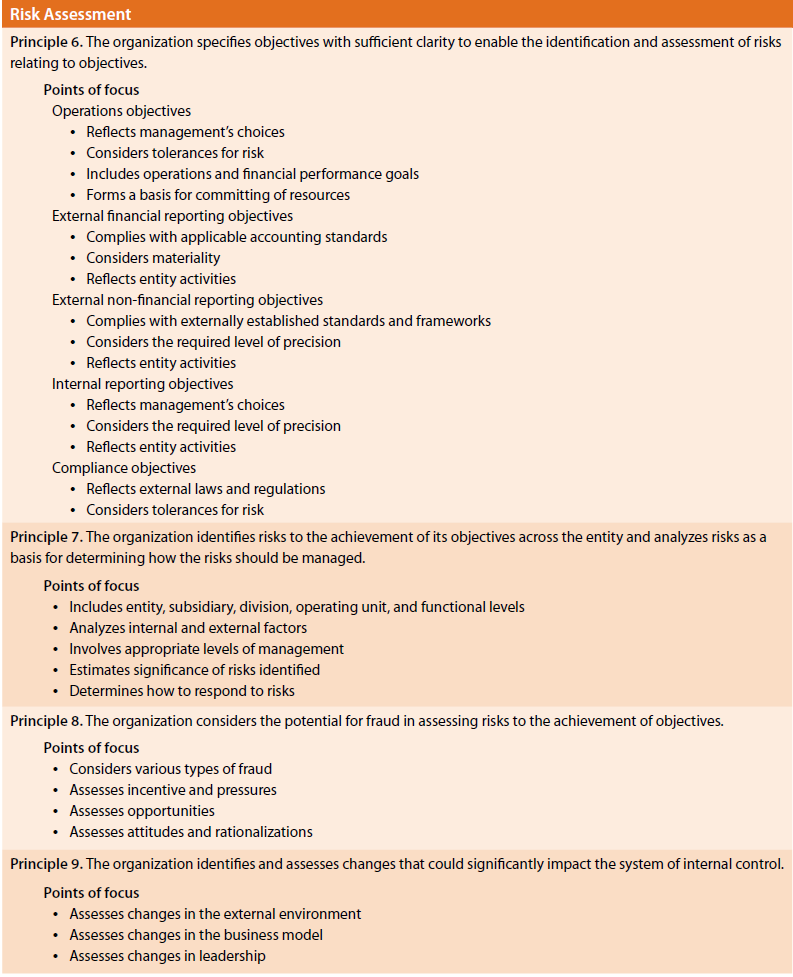 Risk Assessment
Principle 6. The organization specifies objectives with sufficient clarity to enable the identification and assessment of risks
relating to objectives.
Points of focus
Operations objectives
• Reflects management’s choices
• Considers tolerances for risk
• Includes operations and financial performance goals
• Forms a basis for committing of resources
External financial reporting objectives
• Complies with applicable accounting standards
• Considers materiality
• Reflects entity activities
External non-financial reporting objectives
• Complies with externally established standards and frameworks
• Considers the required level of precision
• Reflects entity activities
Internal reporting objectives
• Reflects management’s choices
• Considers the required level of precision
• Reflects entity activities
Compliance objectives
• Reflects external laws and regulations
• Considers tolerances for risk
Principle 7. The organization identifies risks to the achievement of its objectives across the entity and analyzes risks as a
basis for determining how the risks should be managed.
Points of focus
• Includes entity, subsidiary, division, operating unit, and functional levels
• Analyzes internal and external factors
• Involves appropriate levels of management
• Estimates significance of risks identified
• Determines how to respond to risks
Principle 8. The organization considers the potential for fraud in assessing risks to the achievement of objectives.
Points of focus
• Considers various types of fraud
• Assesses incentive and pressures
• Assesses opportunities
• Assesses attitudes and rationalizations
Principle 9. The organization identifies and assesses changes that could significantly impact the system of internal control.
Points of focus
• Assesses changes in the external environment
• Assesses changes in the business model
• Assesses changes in leadership